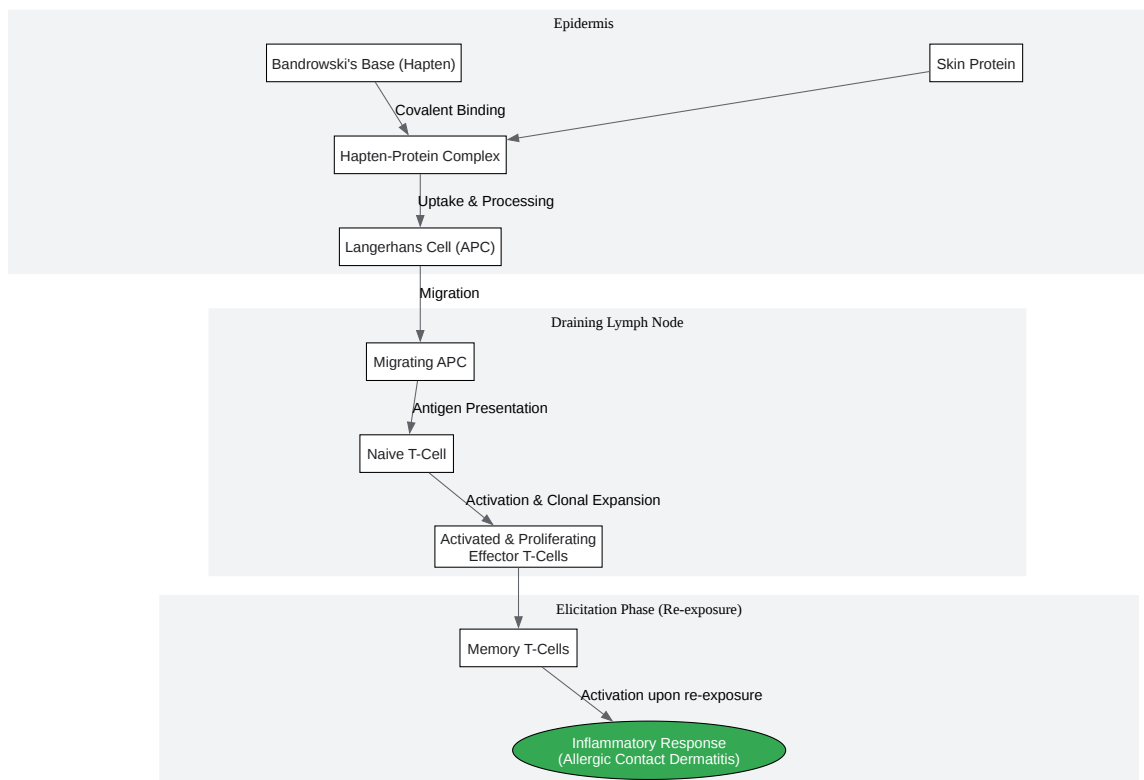 Epidermis
Bandrowski's Base (Hapten)
Skin Protein
Covalent Binding
Hapten-Protein Complex
Uptake & Processing
Langerhans Cell (APC)
Migration
Draining Lymph Node
Migrating APC
Antigen Presentation
Naive T-Cell
Activation & Clonal Expansion
Activated & Proliferating
Effector T-Cells
Elicitation Phase (Re-exposure)
Memory T-Cells
Activation upon re-exposure
Inflammatory Response
(Allergic Contact Dermatitis)